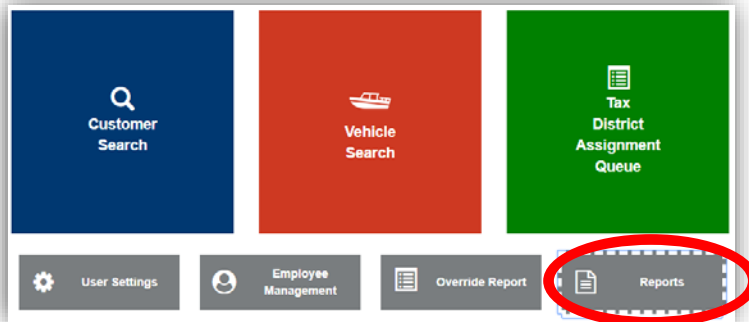 Customer
Search
Vehicle
Search
Tax
District
Assignment
Queue
User Settings
Employee
Management
Override Report
Reports